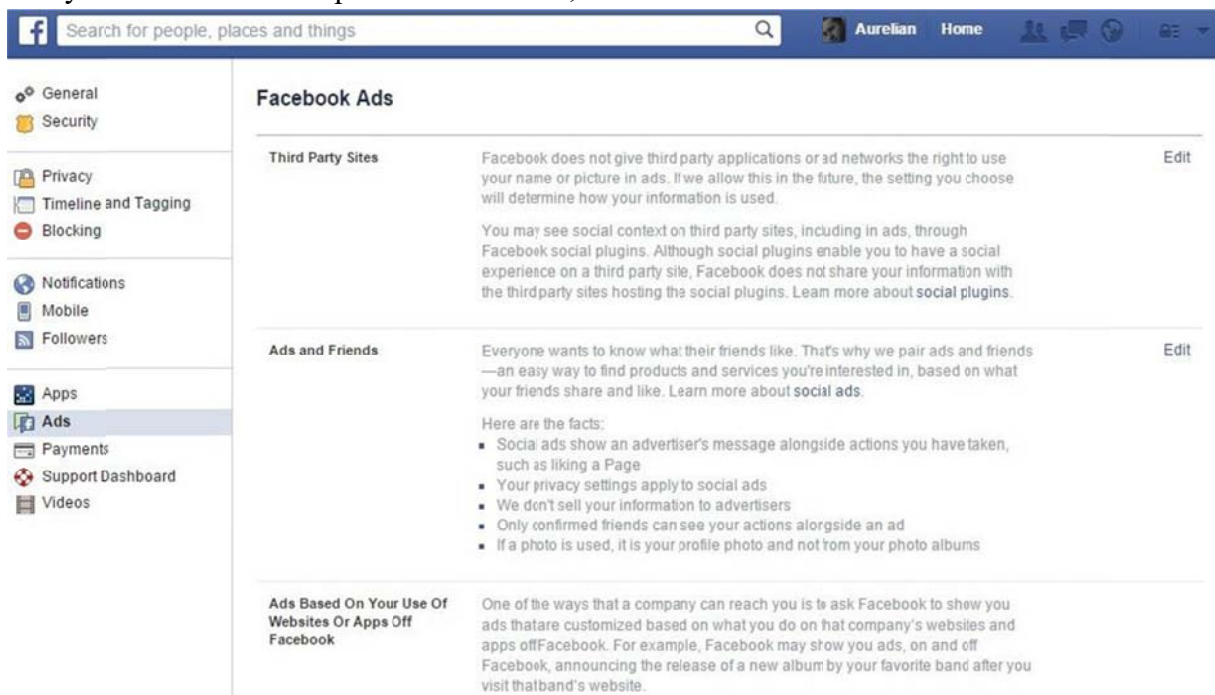 f Search for people, places and things Aurelian Home
General
Security
Privacy
Timeline and Tagging
Blocking
Notifications
Mobile
Followers
Apps
Ads
Payments
Support Dashboard
Videos
Facebook Ads
Third Party Sites
Facebook does not give third party applications or ad networks the right to use
your name or picture in ads. If we allow this in the future, the setting you choose
will determine how your information is used.
You may see social context on third party sites, including in ads, through
Facebook social plugins. Although social plugins enable you to have a social
experience on a third party site, Facebook does not share your information with
the third party sites hosting the social plugins. Learn more about social plugins.
Edit
Ads and Friends
Everyone wants to know what their friends like. That's why we pair ads and friends
—an easy way to find products and services you're interested in, based on what
your friends share and like. Learn more about social ads.
Here are the facts:
▪ Social ads show an advertiser's message alongside actions you have taken,
such as liking a Page
▪ Your privacy settings apply to social ads
▪ We don't sell your information to advertisers
▪ Only confirmed friends can see your actions alongside an ad
▪ If a photo is used, it is your profile photo and not from your photo albums
Edit
Ads Based On Your Use Of
Websites Or Apps Off
Facebook
One of the ways that a company can reach you is to ask Facebook to show you
ads that are customized based on what you do on that company's websites and
apps off Facebook. For example, Facebook may show you ads, on and off
Facebook, announcing the release of a new album by your favorite band after you
visit that band's website.